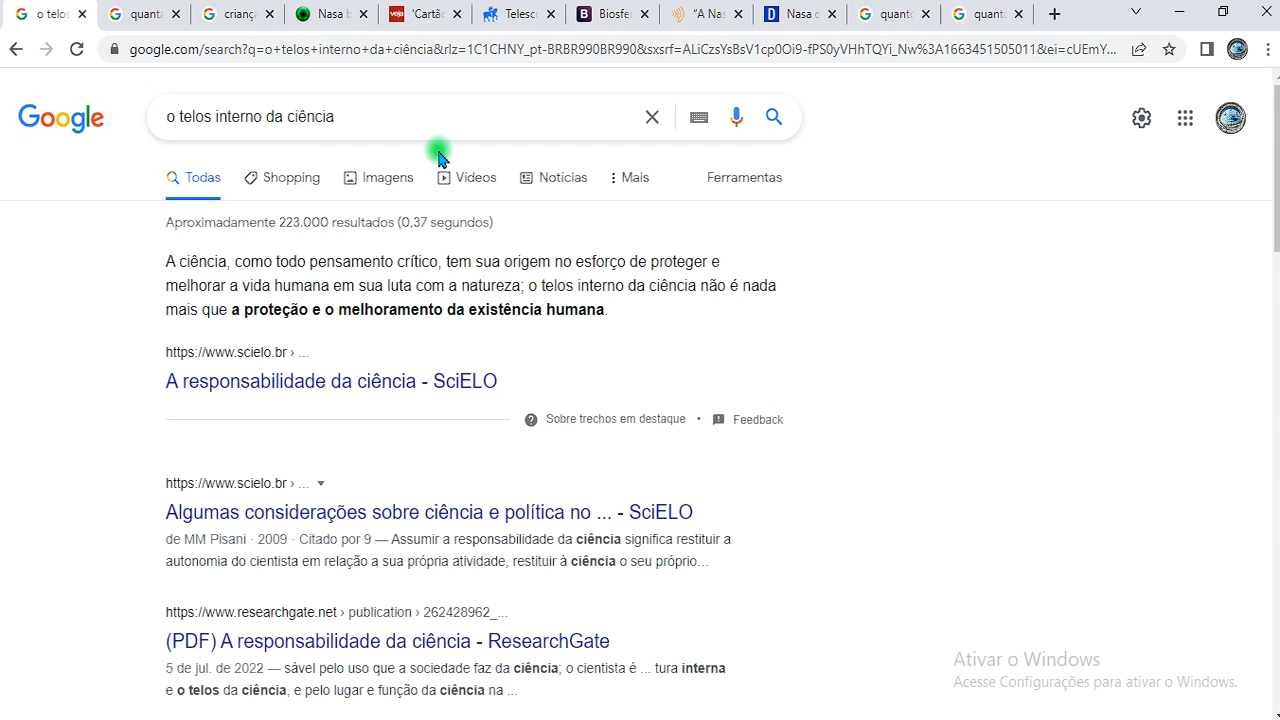 o telos
quanta
criança
Nasa b
'Carta
Telesc
Biosfe
"A Nas
Nasa c
quanto
quant
google.com/search?q=o+telos+interno+da+ciência&rlz=1C1CHNY_pt-BRBR990BR990&sxsrf=ALiCzsYsBsV1cp0Oi9-fPS0yVHhTQYi_Nw%3A1663451505011&ei=cUEmY...
Google
o telos interno da ciência
Todas Shopping Imagens Vídeos Notícias Mais Ferramentas
Aproximadamente 223.000 resultados (0,37 segundos)
A ciência, como todo pensamento crítico, tem sua origem no esforço de proteger e
melhorar a vida humana em sua luta com a natureza; o telos interno da ciência não é nada
mais que a proteção e o melhoramento da existência humana.
https://www.scielo.br › ...
A responsabilidade da ciência - SciELO
Sobre trechos em destaque • Feedback
https://www.scielo.br › ...
Algumas considerações sobre ciência e política no ... - SciELO
de MM Pisani · 2009 · Citado por 9 — Assumir a responsabilidade da ciência significa restituir a
autonomia do cientista em relação a sua própria atividade, restituir à ciência o seu próprio...
https://www.researchgate.net › publication › 262428962_...
(PDF) A responsabilidade da ciência - ResearchGate
5 de jul. de 2022 — sável pelo uso que a sociedade faz da ciência; o cientista é ... tura interna
e o telos da ciência, e pelo lugar e função da ciência na ...
Ativar o Windows
Acesse Configurações para ativar o Windows.